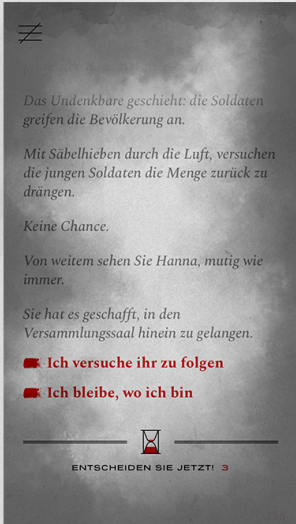 Das Undenkbare geschieht: die Soldaten
greifen die Bevölkerung an.
Mit Säbelhieben durch die Luft, versuchen
die jungen Soldaten die Menge zurück zu
drängen.
Keine Chance.
Von weitem sehen Sie Hanna, mutig wie
immer.
Sie hat es geschafft, in den
Versammlungssaal hinein zu gelangen.
Ich versuche ihr zu folgen
Ich bleibe, wo ich bin
ENTSCHEIDEN SIE JETZT! 3